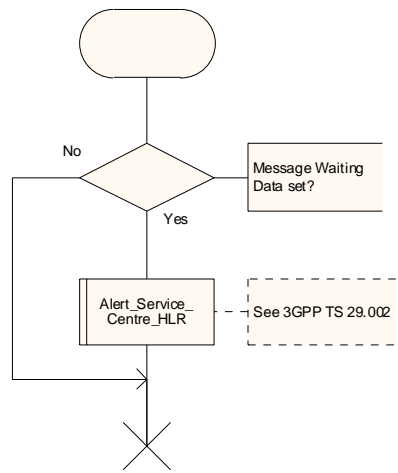 No
Message Waiting
Data set?
Yes
Alert_Service_
Centre_HLR
See 3GPP TS 29.002